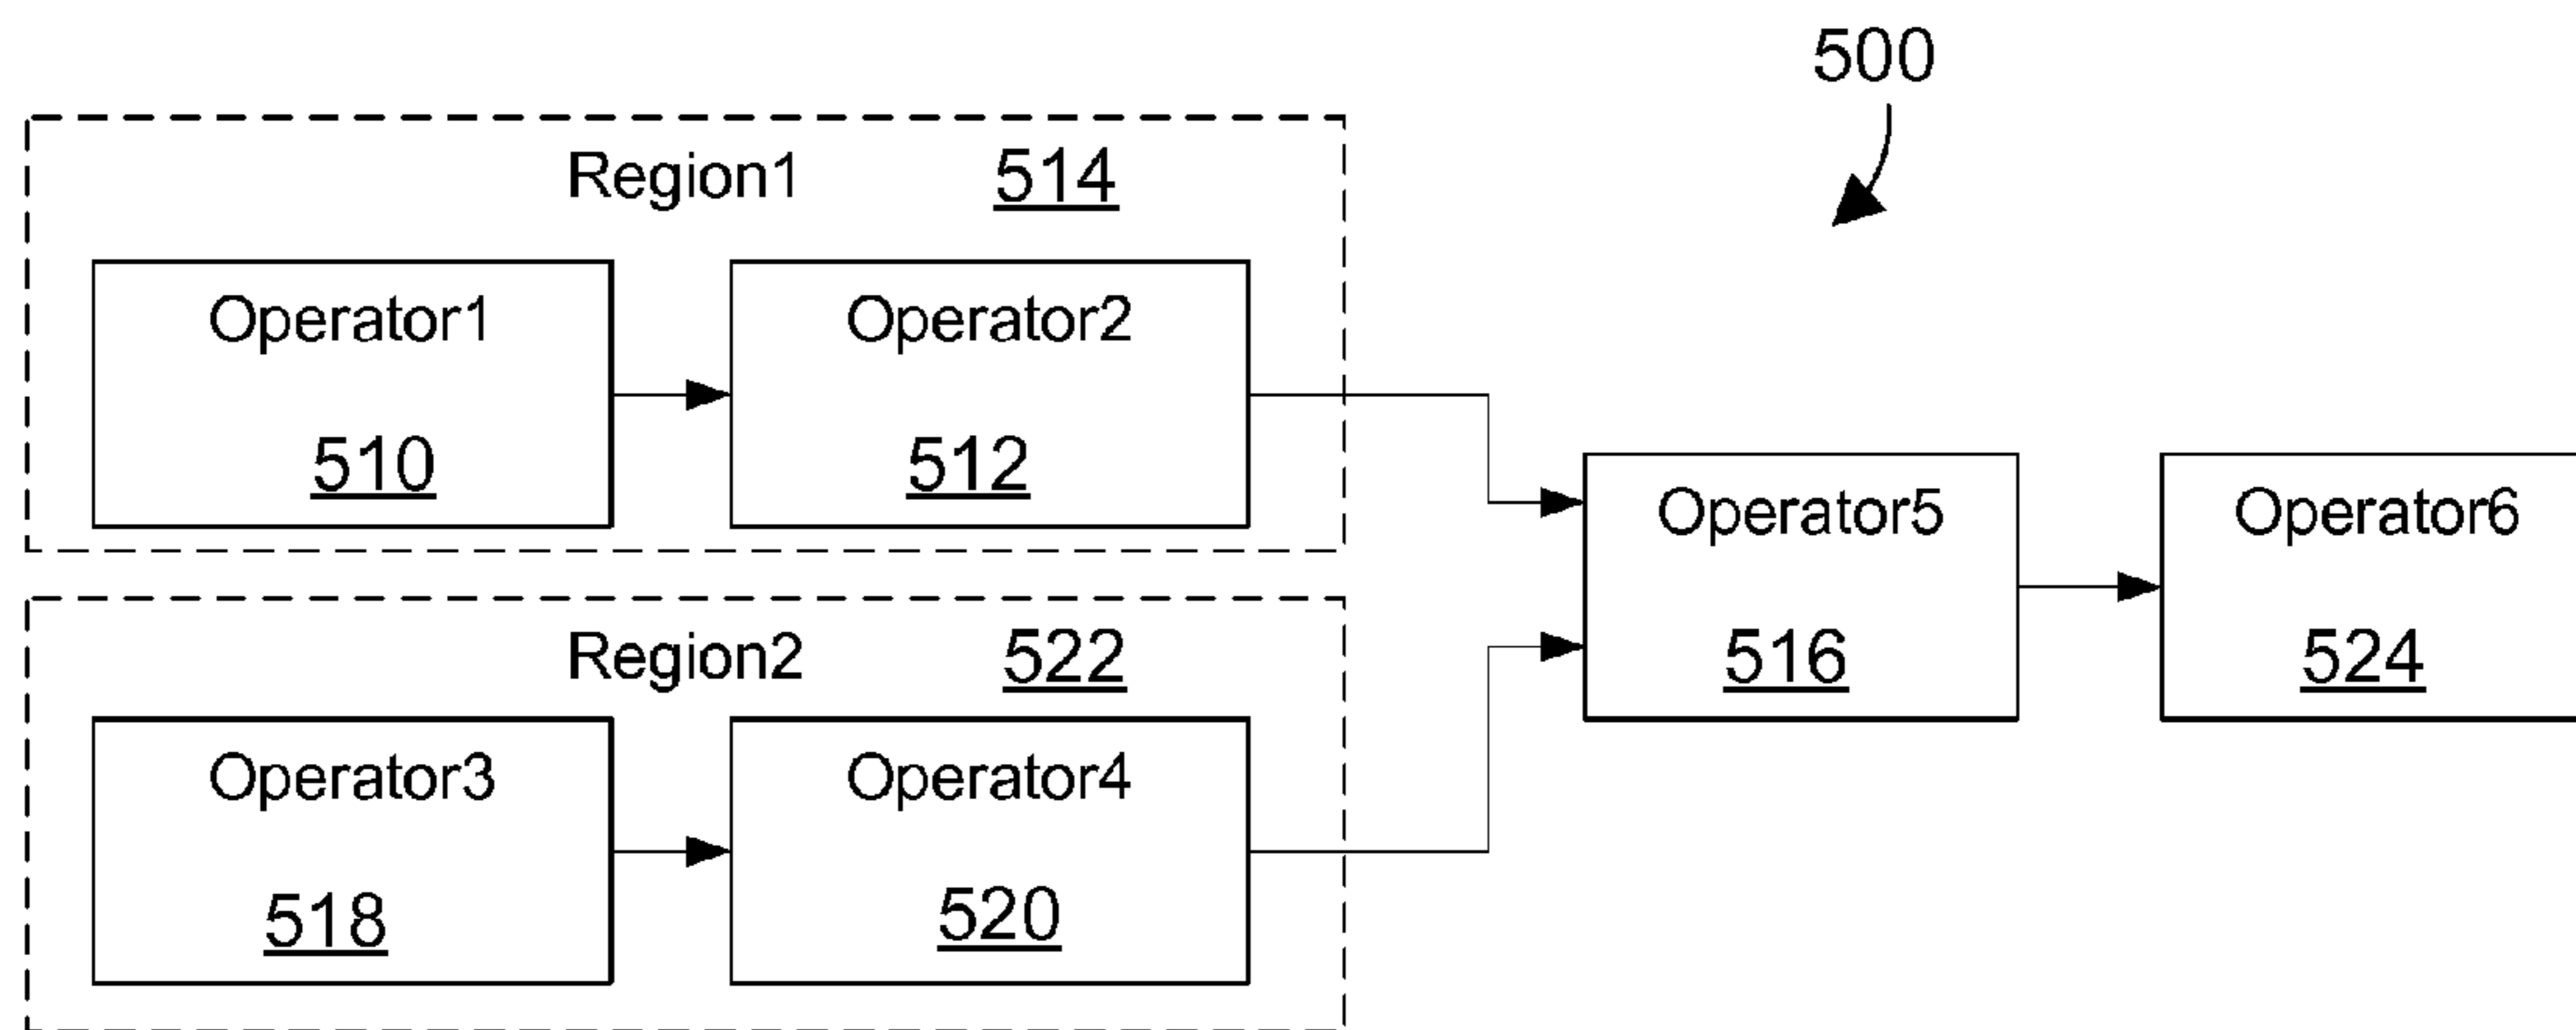 500
Region1 514
Operator1
510
Operator2
512
Region2 522
Operator3
518
Operator4
520
Operator5
516
Operator6
524